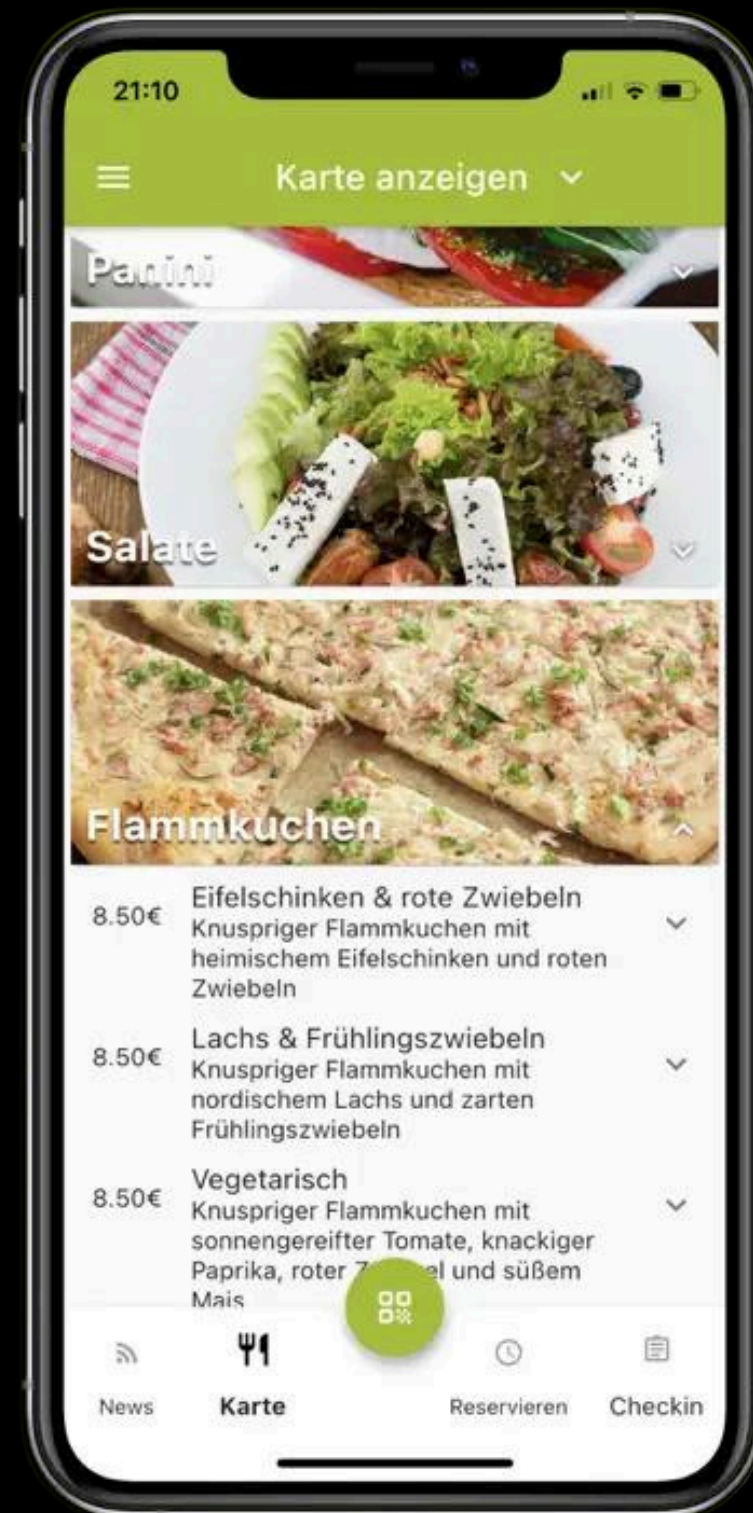 21:10
Karte anzeigen
Panini
Salate
Flammkuchen
8.50€
Eifelschinken & rote Zwiebeln
Knuspriger Flammkuchen mit
heimischem Eifelschinken und roten
Zwiebeln
8.50€
Lachs & Frühlingszwiebeln
Knuspriger Flammkuchen mit
nordischem Lachs und zarten
Frühlingszwiebeln
8.50€
Vegetarisch
Knuspriger Flammkuchen mit
sonnengereifter Tomate, knackiger
Paprika, roter und süßem
Mais
News
Karte
Reservieren
Checkin